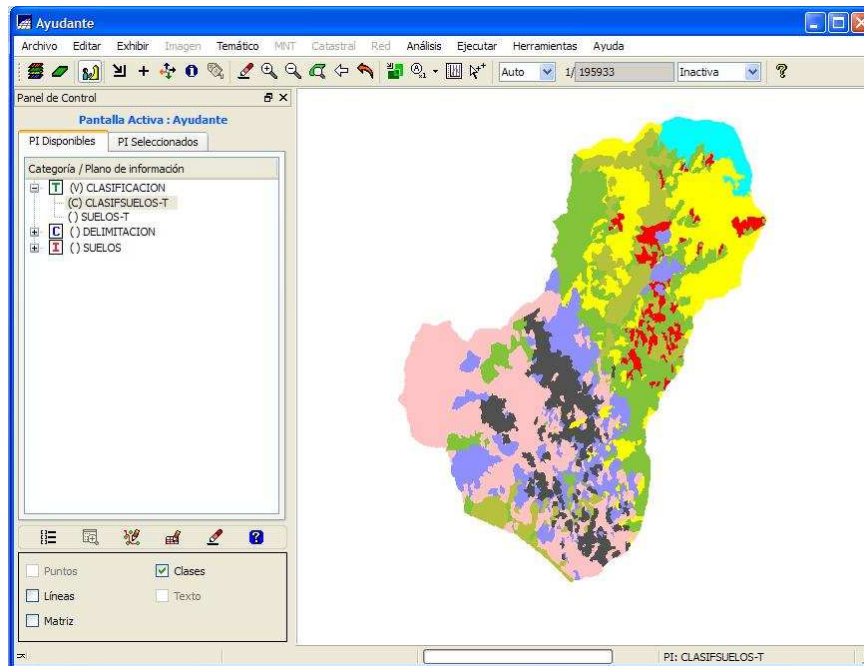 Ayudante
Archivo Editar Exhibir Imagen Temático MNT Catastral Red Análisis Ejecutar Herramientas Ayuda
Auto 1/ 195933 Inactiva
Panel de Control
Pantalla Activa : Ayudante
PI Disponibles PI Seleccionados
Categoría / Plano de información
T (V) CLASIFICACION
(C) CLASIFSUELOS-T
( ) SUELOS-T
C ( ) DELIMITACION
I ( ) SUELOS
Puntos Clases
Líneas Texto
Matriz
PI: CLASIFSUELOS-T